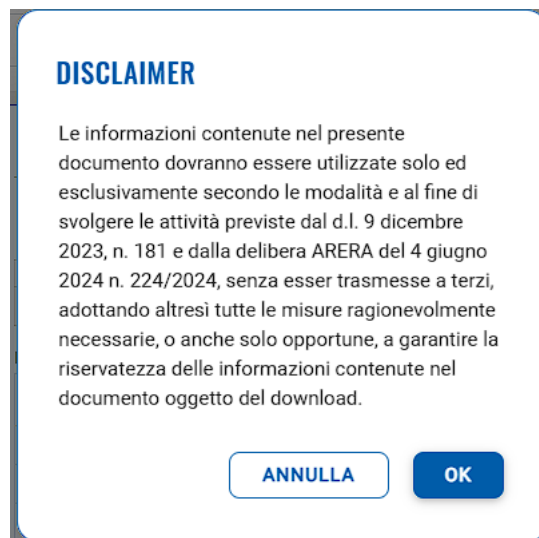 DISCLAIMER
Le informazioni contenute nel presente
documento dovranno essere utilizzate solo ed
esclusivamente secondo le modalità e al fine di
svolgere le attività previste dal d.l. 9 dicembre
2023, n. 181 e dalla delibera ARERA del 4 giugno
2024 n. 224/2024, senza esser trasmesse a terzi,
adottando altresì tutte le misure ragionevolmente
necessarie, o anche solo opportune, a garantire la
riservatezza delle informazioni contenute nel
documento oggetto del download.
ANNULLA OK